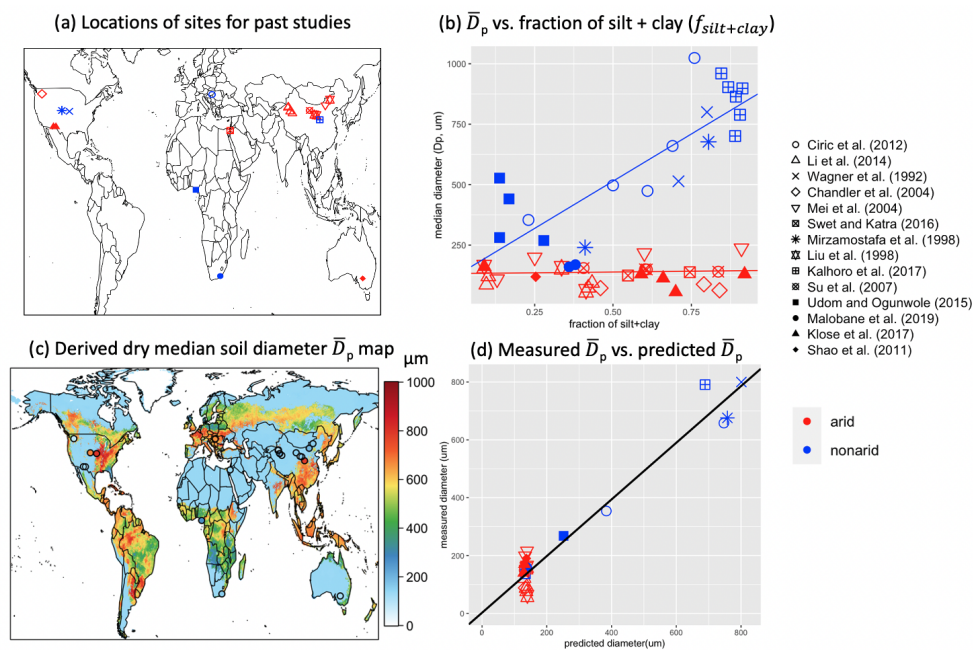 (a) Locations of sites for past studies
(b) D̅p vs. fraction of silt + clay (fsilt+clay)
1000
750
500
250
median diameter (Dp, um)
0.25
0.50
0.75
fraction of silt+clay
Ciric et al. (2012)
Li et al. (2014)
Wagner et al. (1992)
Chandler et al. (2004)
Mei et al. (2004)
Swet and Katra (2016)
Mirzamostafa et al. (1998)
Liu et al. (1998)
Kalhoro et al. (2017)
Su et al. (2007)
Udom and Ogunwole (2015)
Malobane et al. (2019)
Klose et al. (2017)
Shao et al. (2011)
arid
nonarid
(c) Derived dry median soil diameter D̅p map
μm
1000
800
600
400
200
0
(d) Measured D̅p vs. predicted D̅p
800
600
400
200
0
measured diameter (um)
0
200
400
600
800
predicted diameter(um)